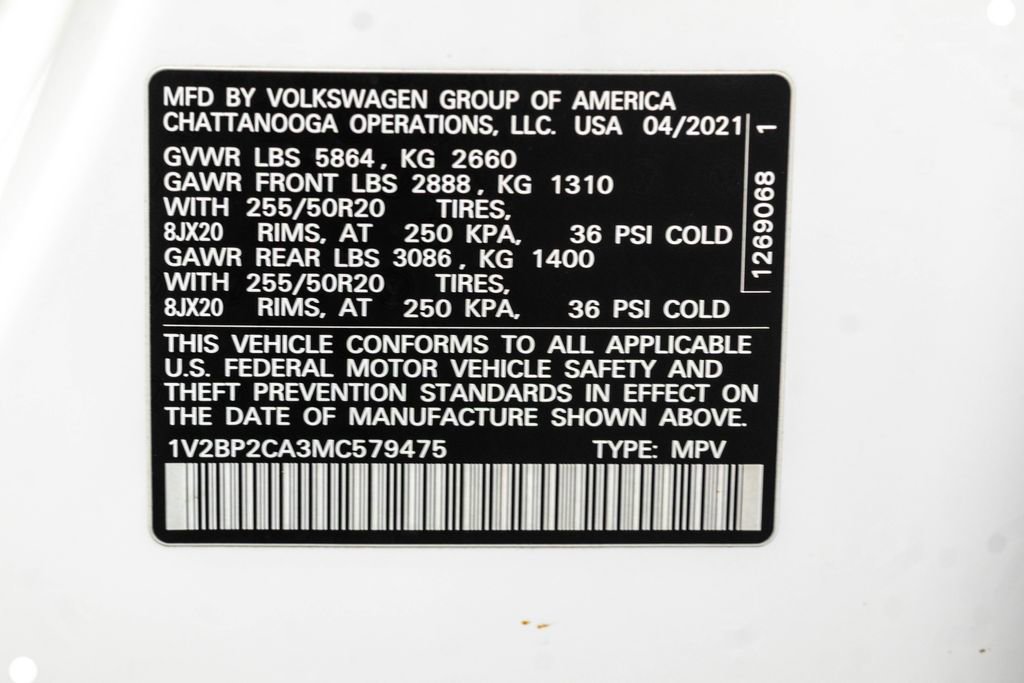 MFD BY VOLKSWAGEN GROUP OF AMERICA
CHATTANOOGA OPERATIONS, LLC. USA 04/2021
GVWR LBS 5864, KG 2660
GAWR FRONT LBS 2888, KG 1310
WITH 255/50R20 TIRES,
8JX20 RIMS, AT 250 KPA, 36 PSI COLD
GAWR REAR LBS 3086, KG 1400
WITH 255/50R20 TIRES,
8JX20 RIMS, AT 250 KPA, 36 PSI COLD
1269068 1
THIS VEHICLE CONFORMS TO ALL APPLICABLE
U.S. FEDERAL MOTOR VEHICLE SAFETY AND
THEFT PREVENTION STANDARDS IN EFFECT ON
THE DATE OF MANUFACTURE SHOWN ABOVE.
1V2BP2CA3MC579475 TYPE: MPV